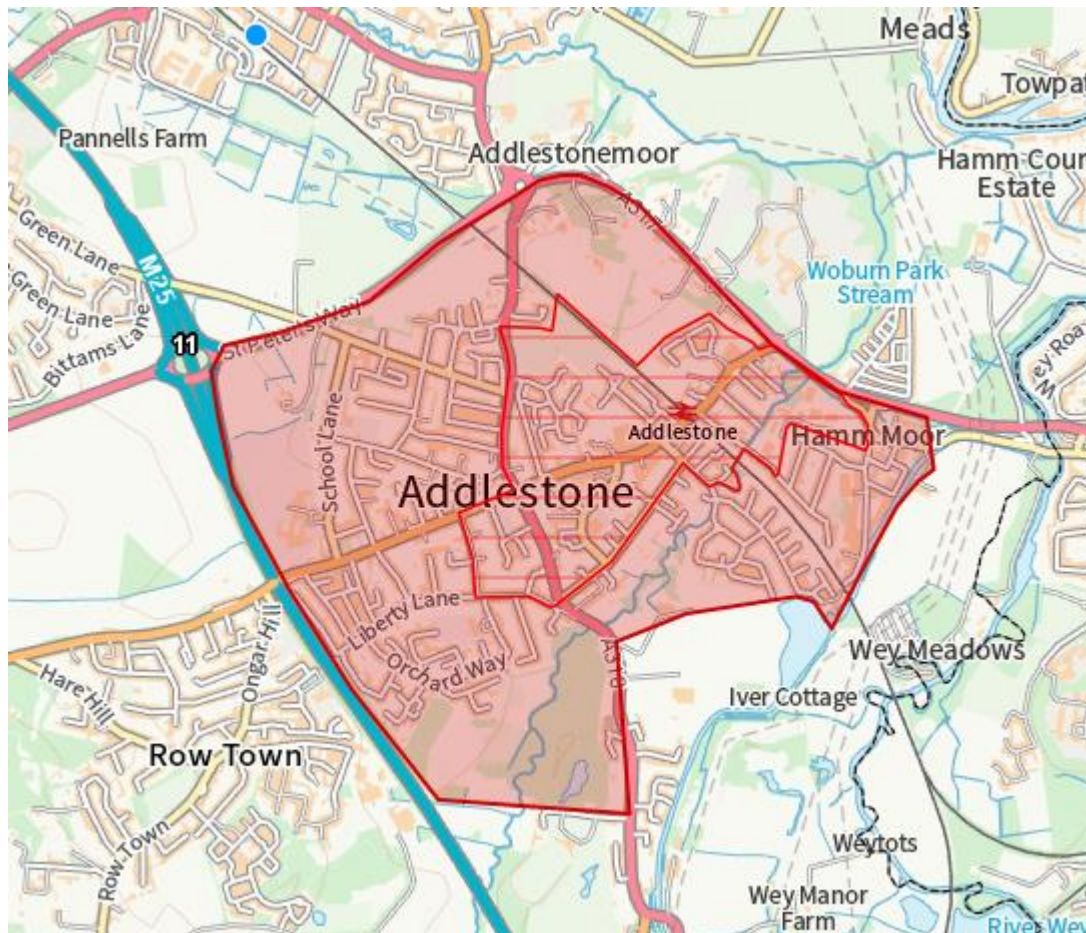 Meads
Pannells Farm
Addlestonemoor
Hamm Cour
Estate
Green Lane
Green Lane
Bittams Lane
M25
11
St Peters Way
A317
Woburn Park
Stream
School Lane
Addlestone
Hamm Moor
Addlestone
Liberty Lane
Orchard Way
Ongar Hill
Hare Hill
Row Town
Row Town
A318
Wey Meadows
Iver Cottage
Weytots
Wey Manor
Farm
River Wey
Towpat
Wey Roa